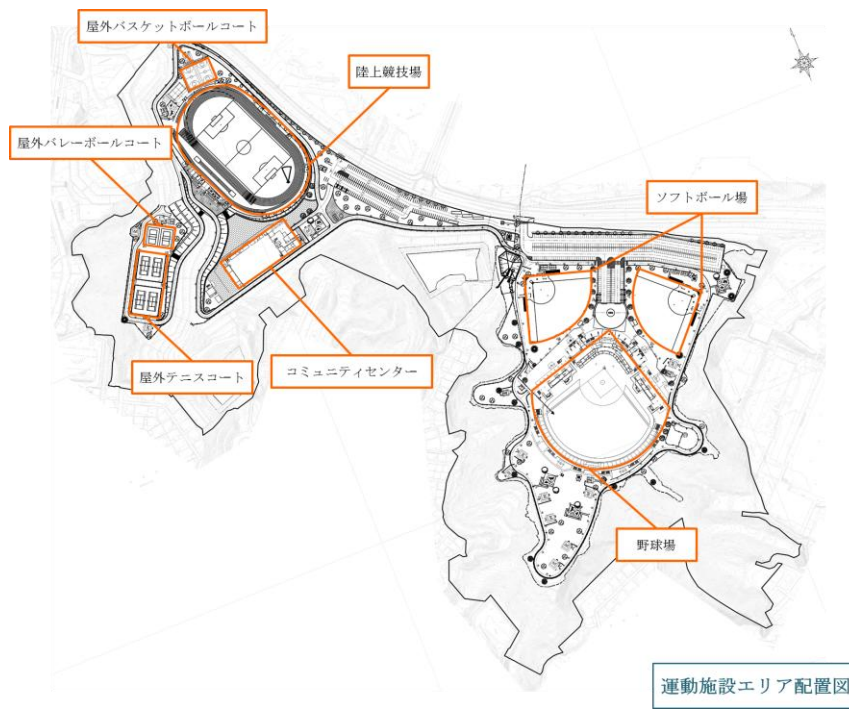 屋外バスケットボールコート
陸上競技場
屋外バレーボールコート
ソフトボール場
コミュニティセンター
屋外テニスコート
野球場
運動施設エリア配置図